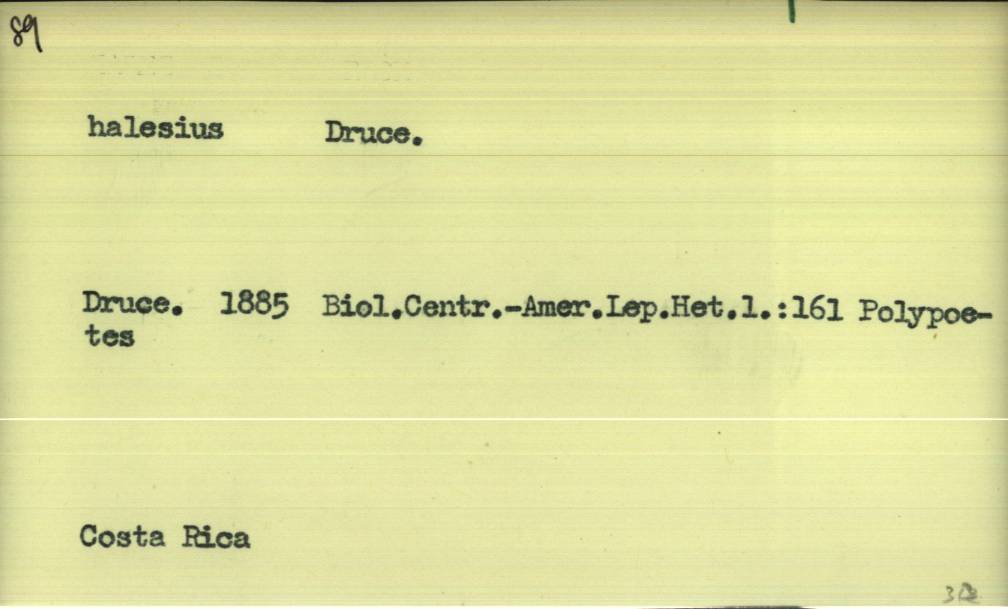 89
halesius Druce.
Druce. 1885 Biol.Centr.-Amer.Lep.Het.1.:161 Polypoe-
tes
Costa Rica